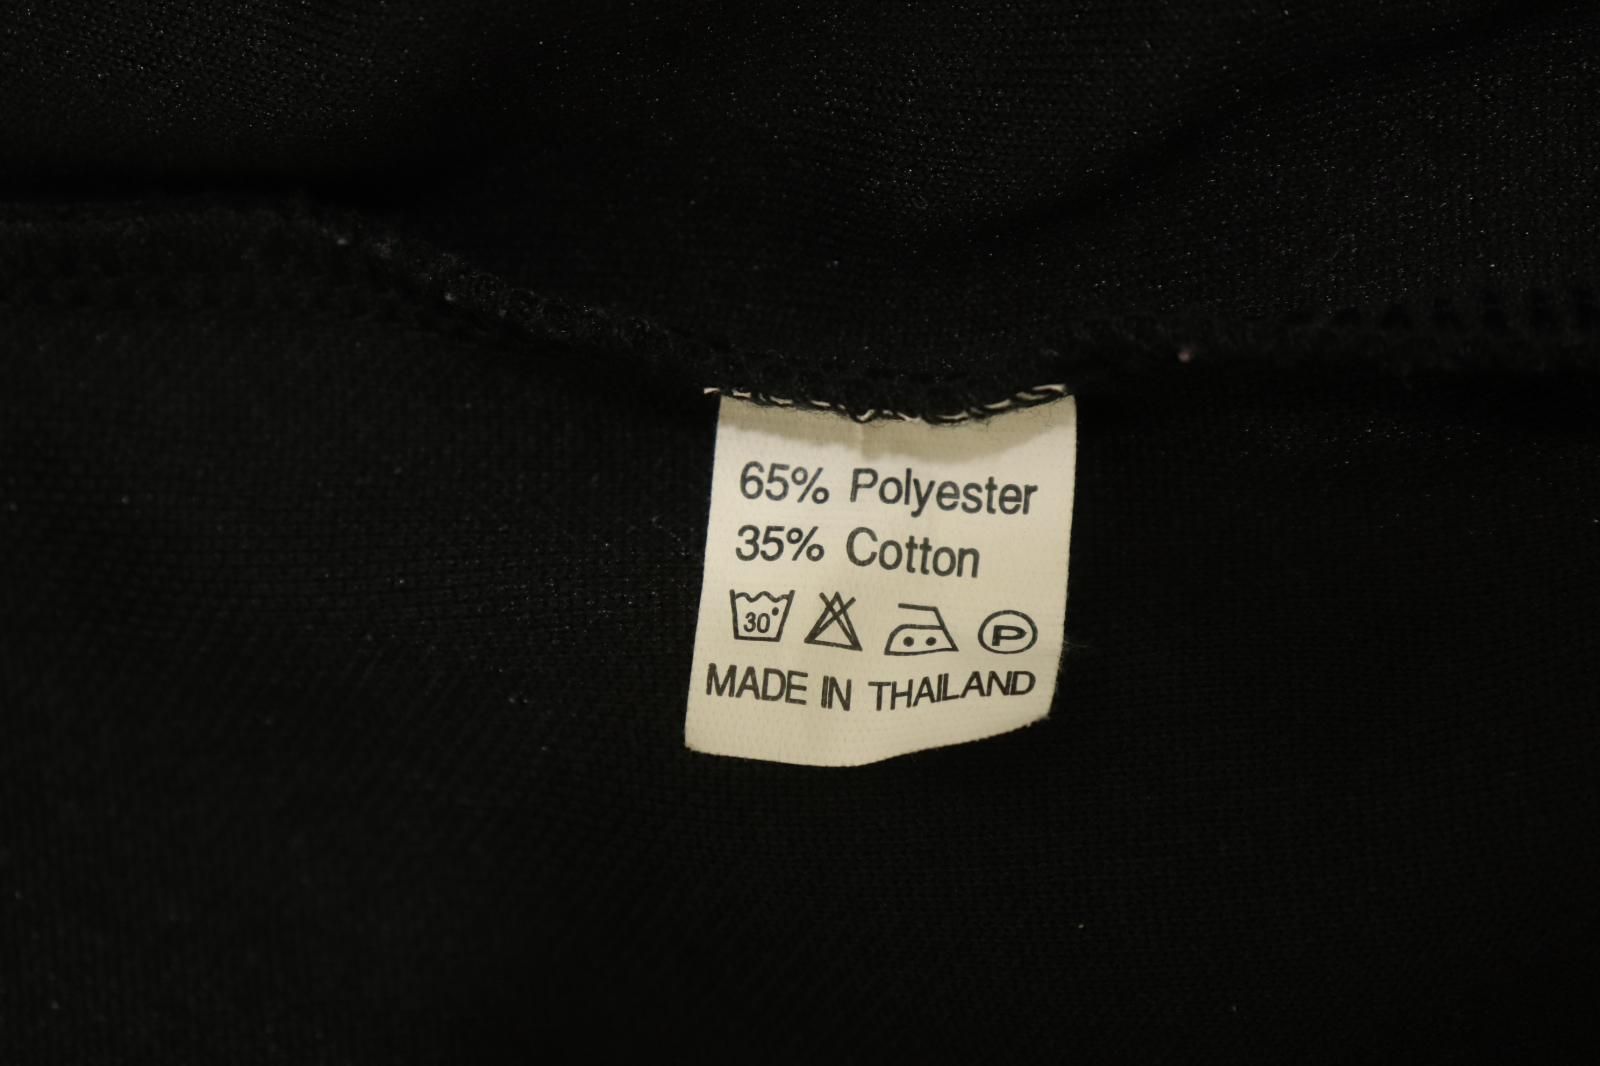 65% Polyester
35% Cotton
30° P
MADE IN THAILAND